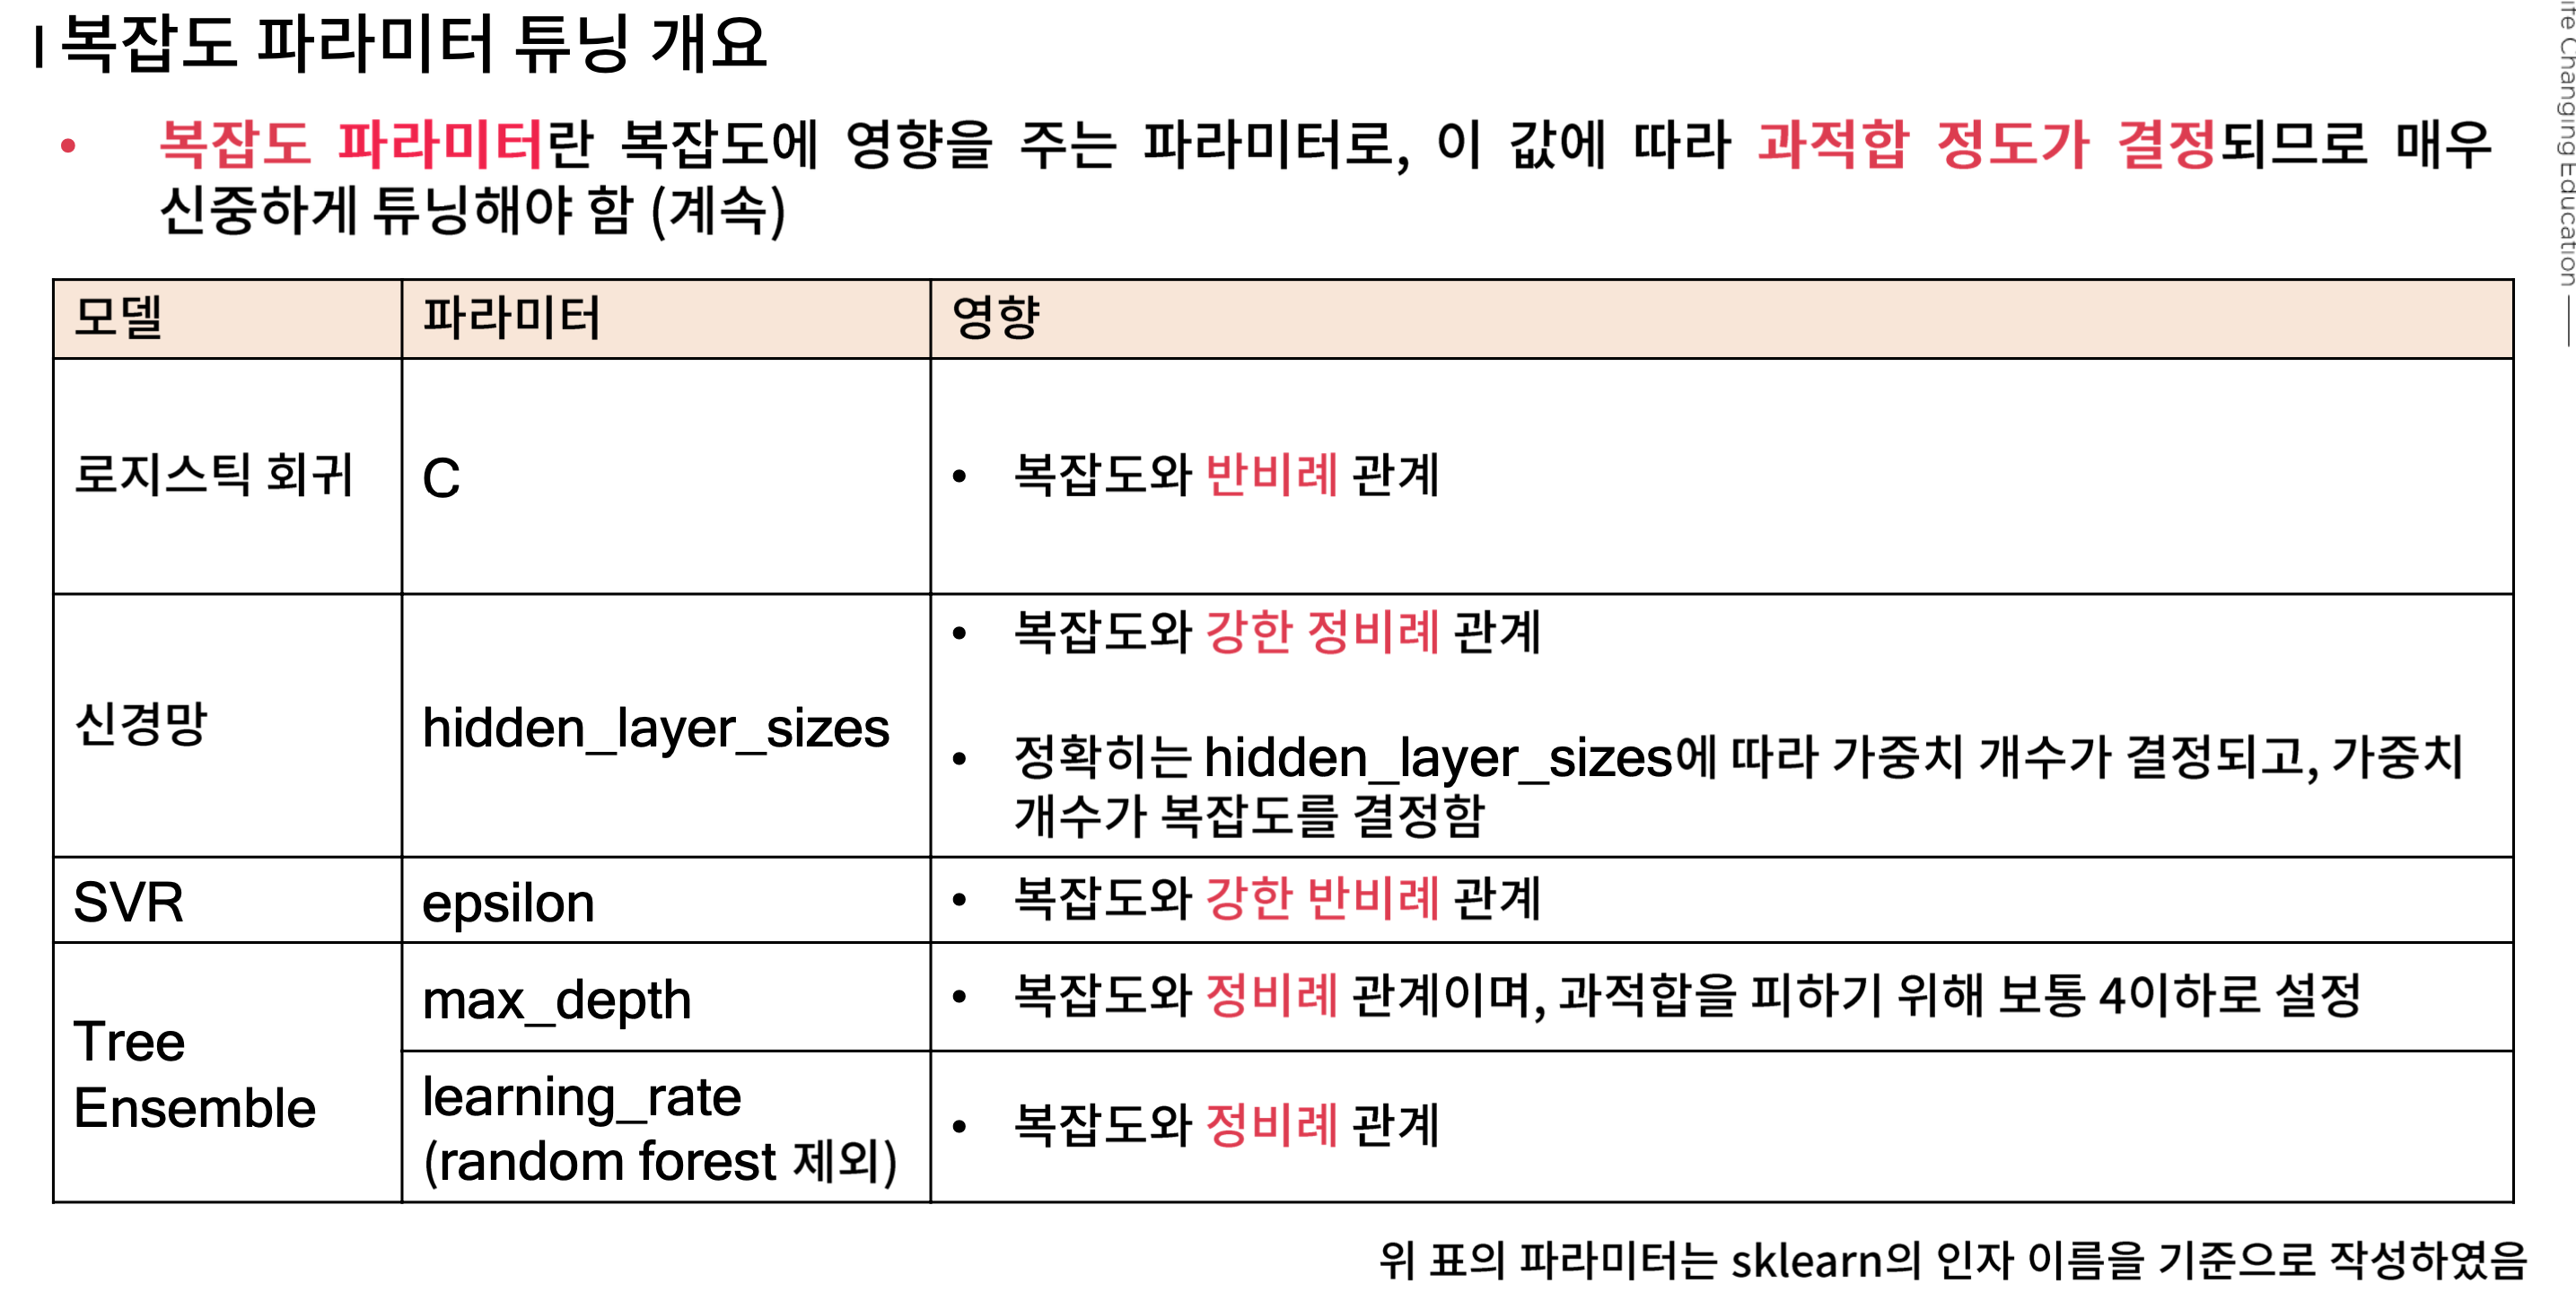 복잡도 파라미터 튜닝 개요
• 복잡도 파라미터란 복잡도에 영향을 주는 파라미터로, 이 값에 따라 과적합 정도가 결정되므로 매우
신중하게 튜닝해야 함 (계속)
모델 파라미터 영향
로지스틱 회귀 C • 복잡도와 반비례 관계
신경망 hidden_layer_sizes
• 복잡도와 강한 정비례 관계
• 정확히는 hidden_layer_sizes에 따라 가중치 개수가 결정되고, 가중치
개수가 복잡도를 결정함
SVR epsilon • 복잡도와 강한 반비례 관계
Tree
Ensemble
max_depth • 복잡도와 정비례 관계이며, 과적합을 피하기 위해 보통 4이하로 설정
learning_rate
(random forest 제외)
• 복잡도와 정비례 관계
위 표의 파라미터는 sklearn의 인자 이름을 기준으로 작성하였음
Changing Education